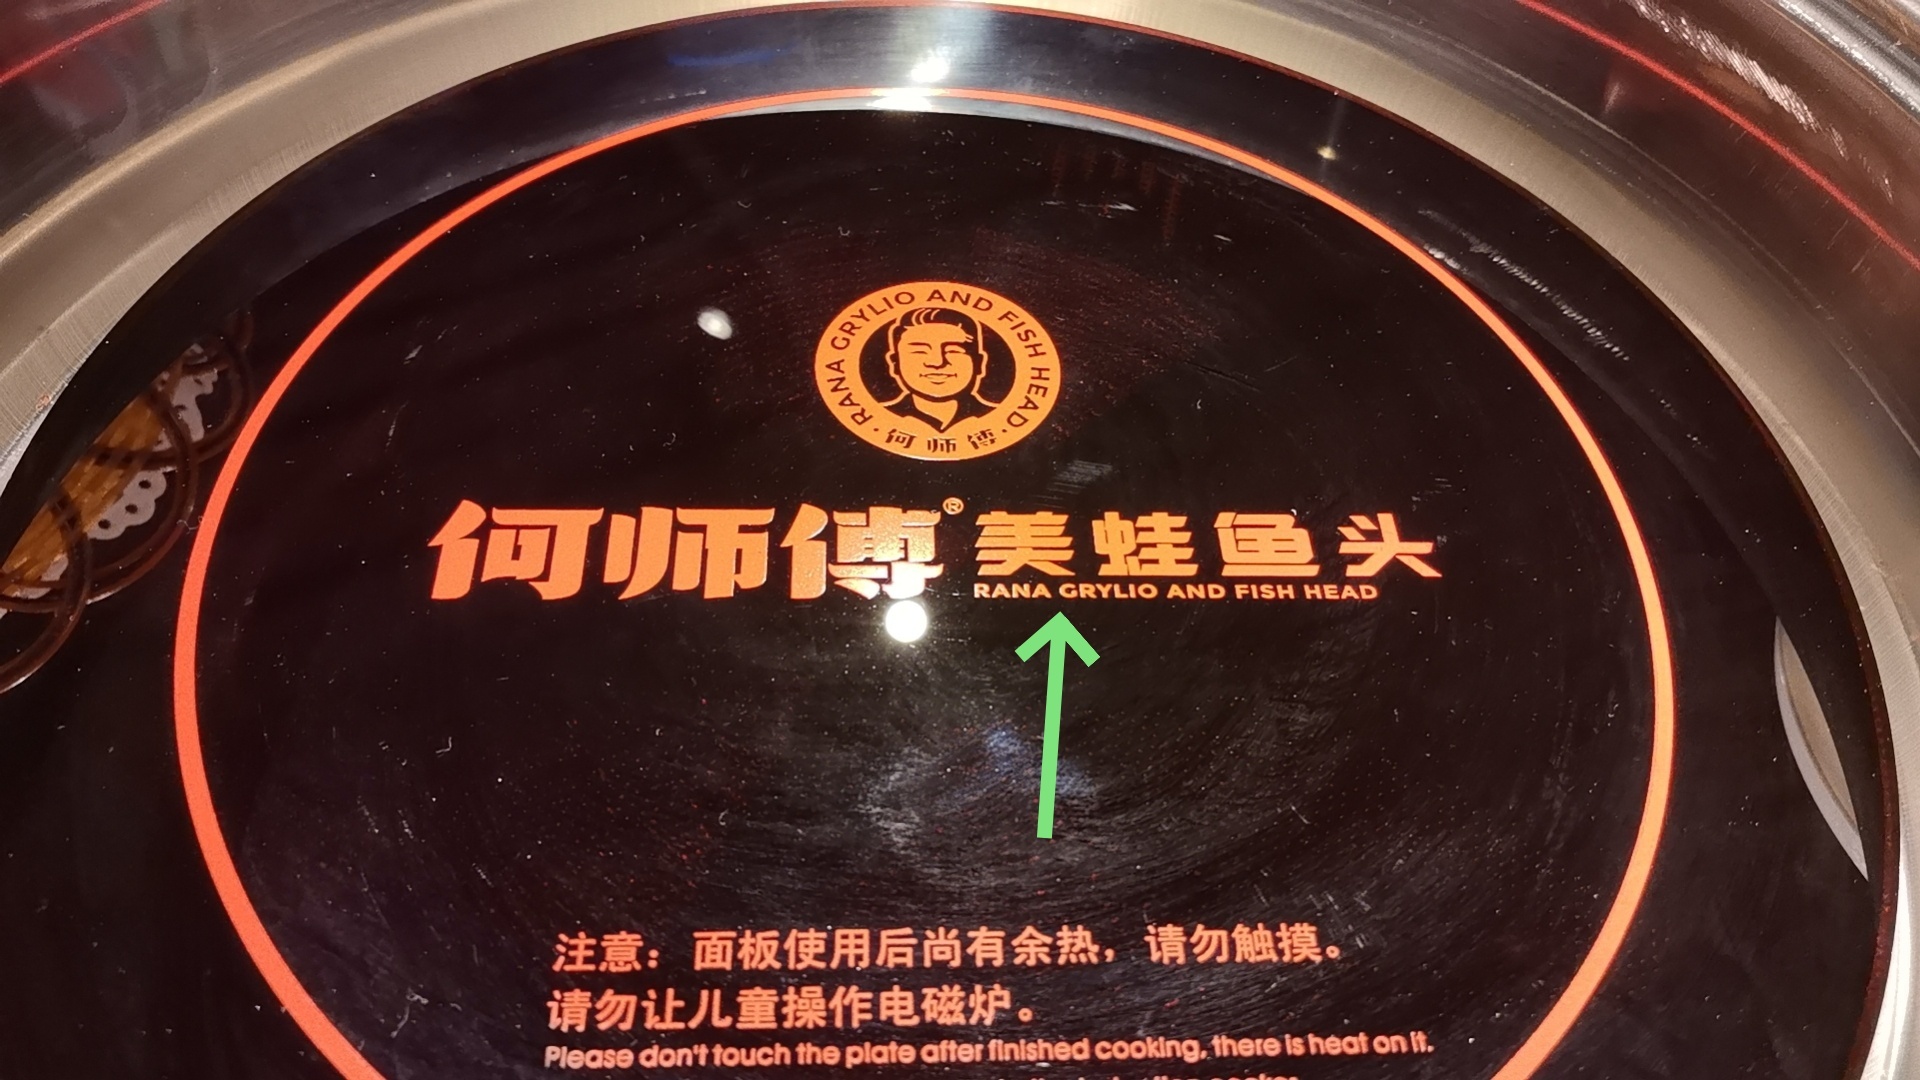 RANA GRYLIO AND FISH HEAD
·何师傅·
何师傅® 美蛙鱼头
RANA GRYLIO AND FISH HEAD
注意：面板使用后尚有余热，请勿触摸。
请勿让儿童操作电磁炉。
Please don't touch the plate after finished cooking, there is heat on it.